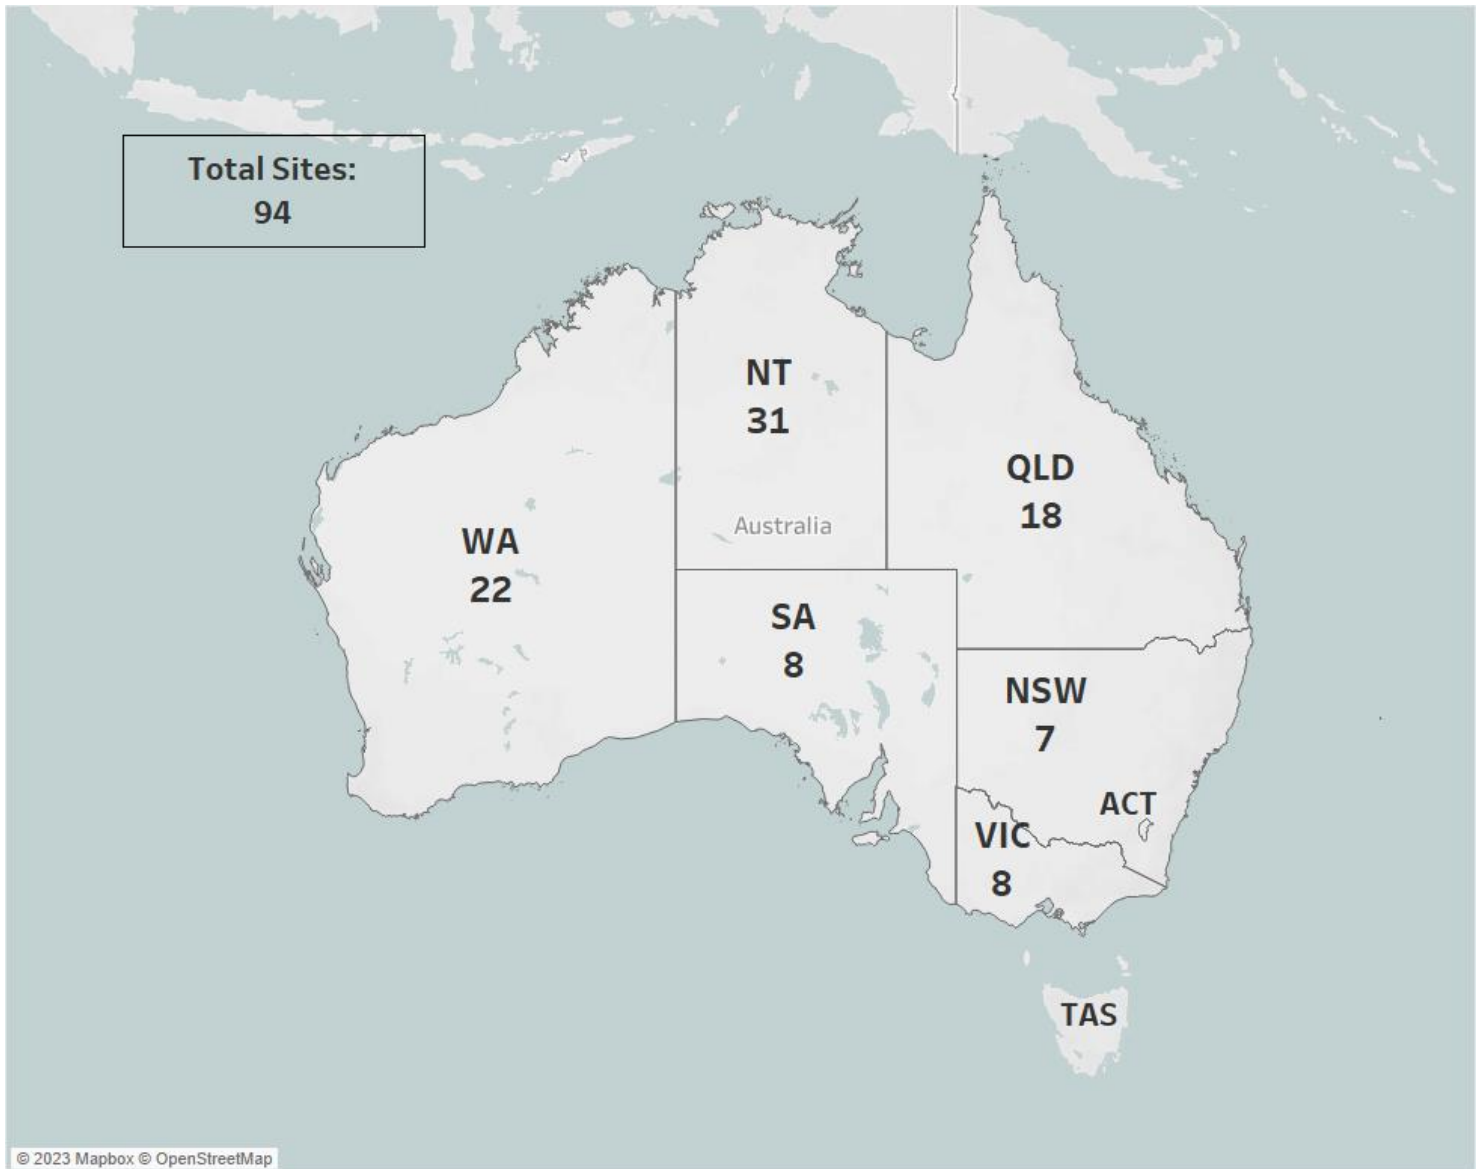 Total Sites:
94
NT
31
QLD
18
Australia
WA
22
SA
8
NSW
7
ACT
VIC
8
TAS
© 2023 Mapbox © OpenStreetMap